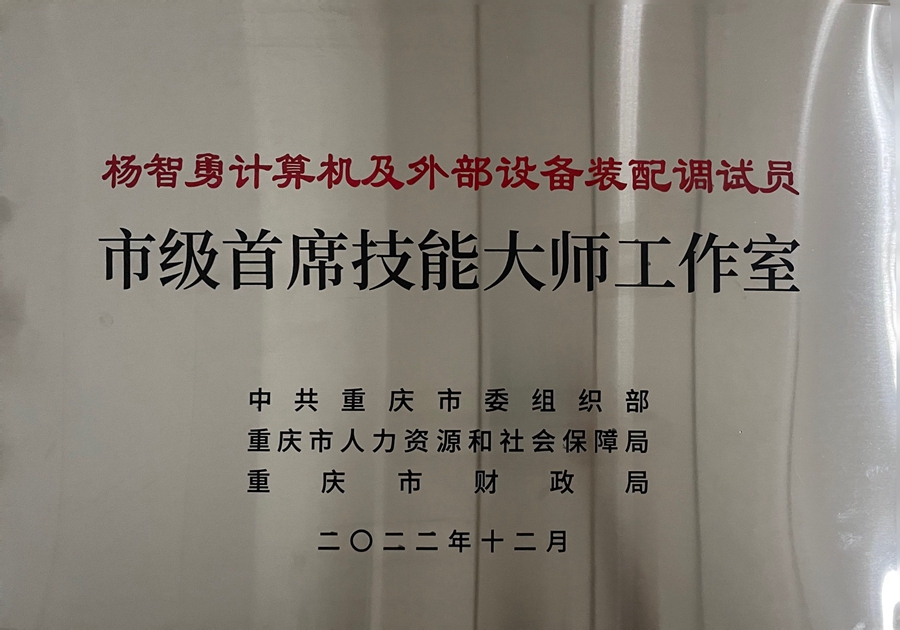 杨智勇计算机及外部设备装配调试员
市级首席技能大师工作室
中共重庆市委组织部
重庆市人力资源和社会保障局
重庆市财政局
二〇二二年十二月